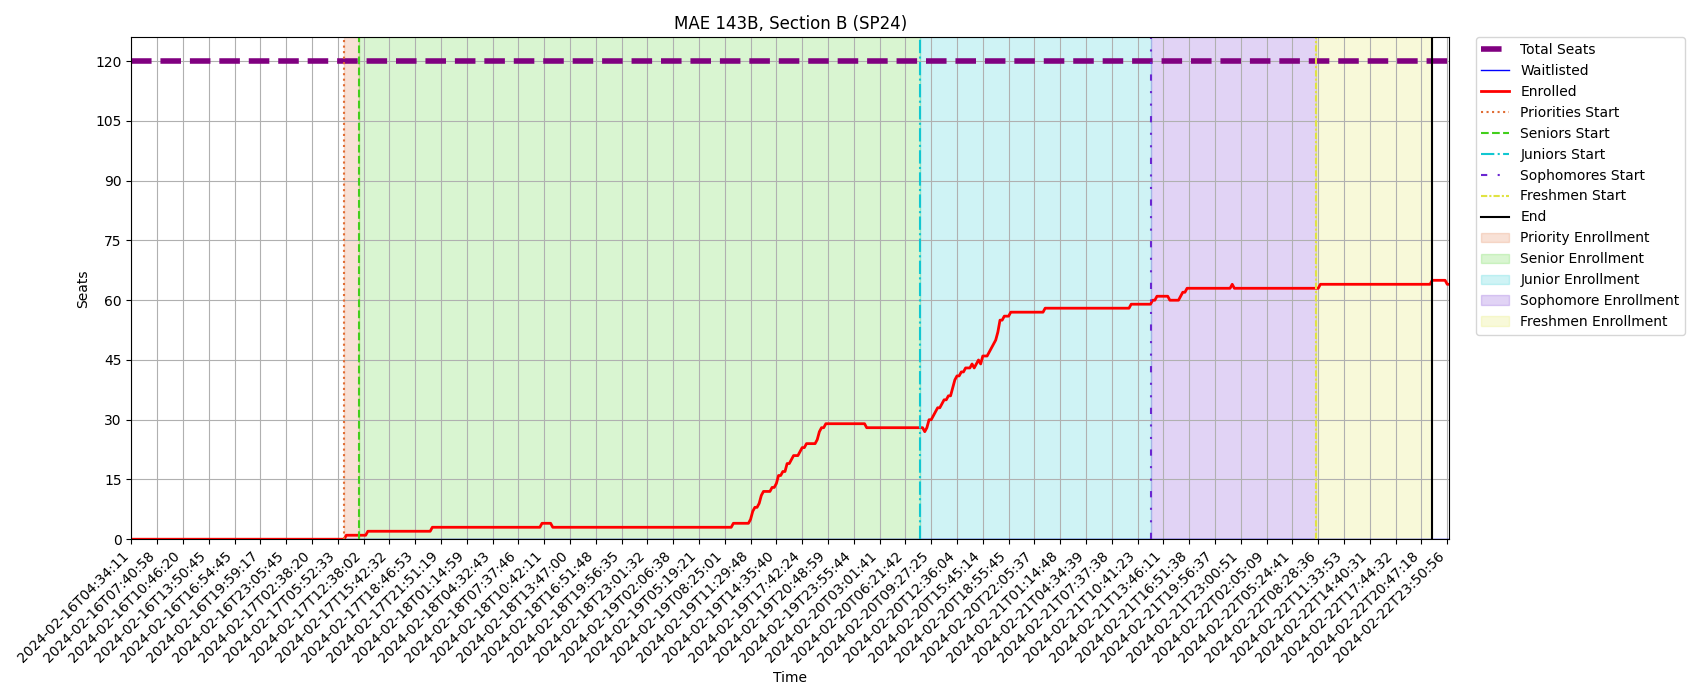 MAE 143B, Section B (SP24)
120
105
90
75
60
45
30
15
0
Seats
Total Seats
Waitlisted
Enrolled
Priorities Start
Seniors Start
Juniors Start
Sophomores Start
Freshmen Start
End
Priority Enrollment
Senior Enrollment
Junior Enrollment
Sophomore Enrollment
Freshmen Enrollment
2024-02-16T04:34:11
2024-02-16T07:40:58
2024-02-16T10:46:20
2024-02-16T13:50:45
2024-02-16T16:54:45
2024-02-16T19:59:17
2024-02-16T23:05:45
2024-02-17T02:38:20
2024-02-17T05:52:33
2024-02-17T12:38:02
2024-02-17T15:42:32
2024-02-17T18:46:53
2024-02-17T21:51:19
2024-02-18T01:14:59
2024-02-18T04:32:43
2024-02-18T07:37:46
2024-02-18T10:42:11
2024-02-18T13:47:00
2024-02-18T16:51:48
2024-02-18T19:56:35
2024-02-18T23:01:32
2024-02-19T02:06:38
2024-02-19T05:19:21
2024-02-19T08:25:01
2024-02-19T11:29:48
2024-02-19T14:35:40
2024-02-19T17:42:24
2024-02-19T20:48:59
2024-02-19T23:55:44
2024-02-20T03:01:41
2024-02-20T06:21:42
2024-02-20T09:27:25
2024-02-20T12:36:04
2024-02-20T15:45:14
2024-02-20T18:55:45
2024-02-20T22:05:37
2024-02-21T01:14:48
2024-02-21T04:34:39
2024-02-21T07:37:38
2024-02-21T10:41:23
2024-02-21T13:46:11
2024-02-21T16:51:38
2024-02-21T19:56:37
2024-02-21T23:00:51
2024-02-22T02:05:09
2024-02-22T05:24:41
2024-02-22T08:28:36
2024-02-22T11:33:53
2024-02-22T14:40:31
2024-02-22T17:44:32
2024-02-22T20:47:18
2024-02-22T23:50:56
Time